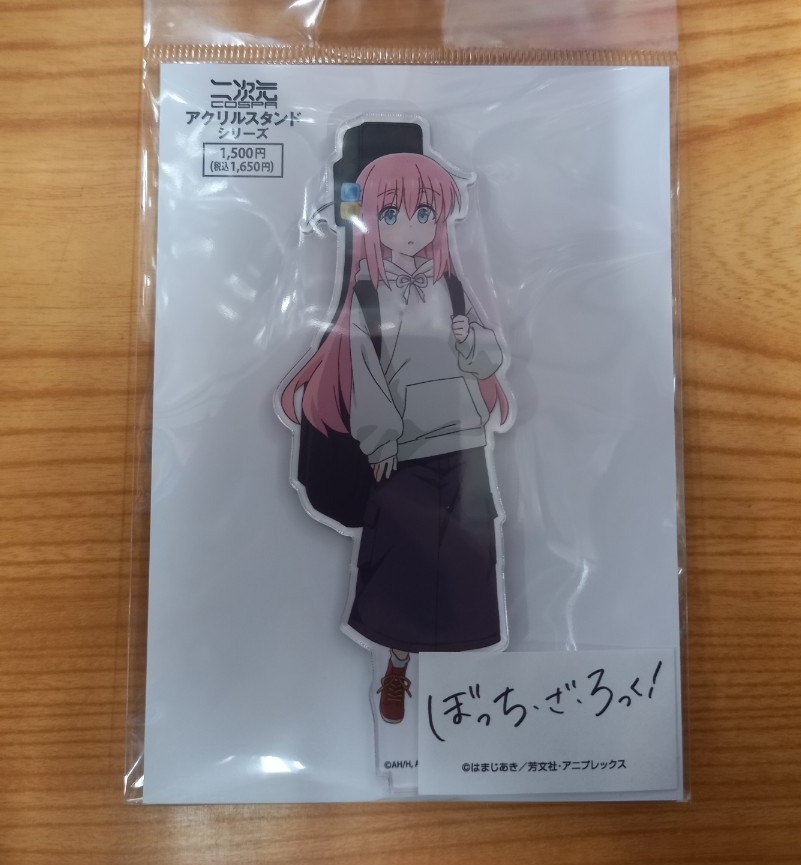 二次元
COSPA
アクリルスタンド
シリーズ
1,500円
(税込1,650円)
ぼっち・ざ・ろっく!
©AH/H, A
©はまじあき/芳文社・アニプレックス